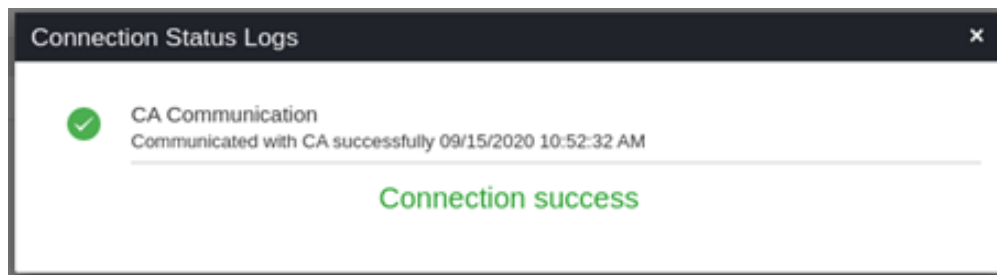 Connection Status Logs
CA Communication
Communicated with CA successfully 09/15/2020 10:52:32 AM
Connection success